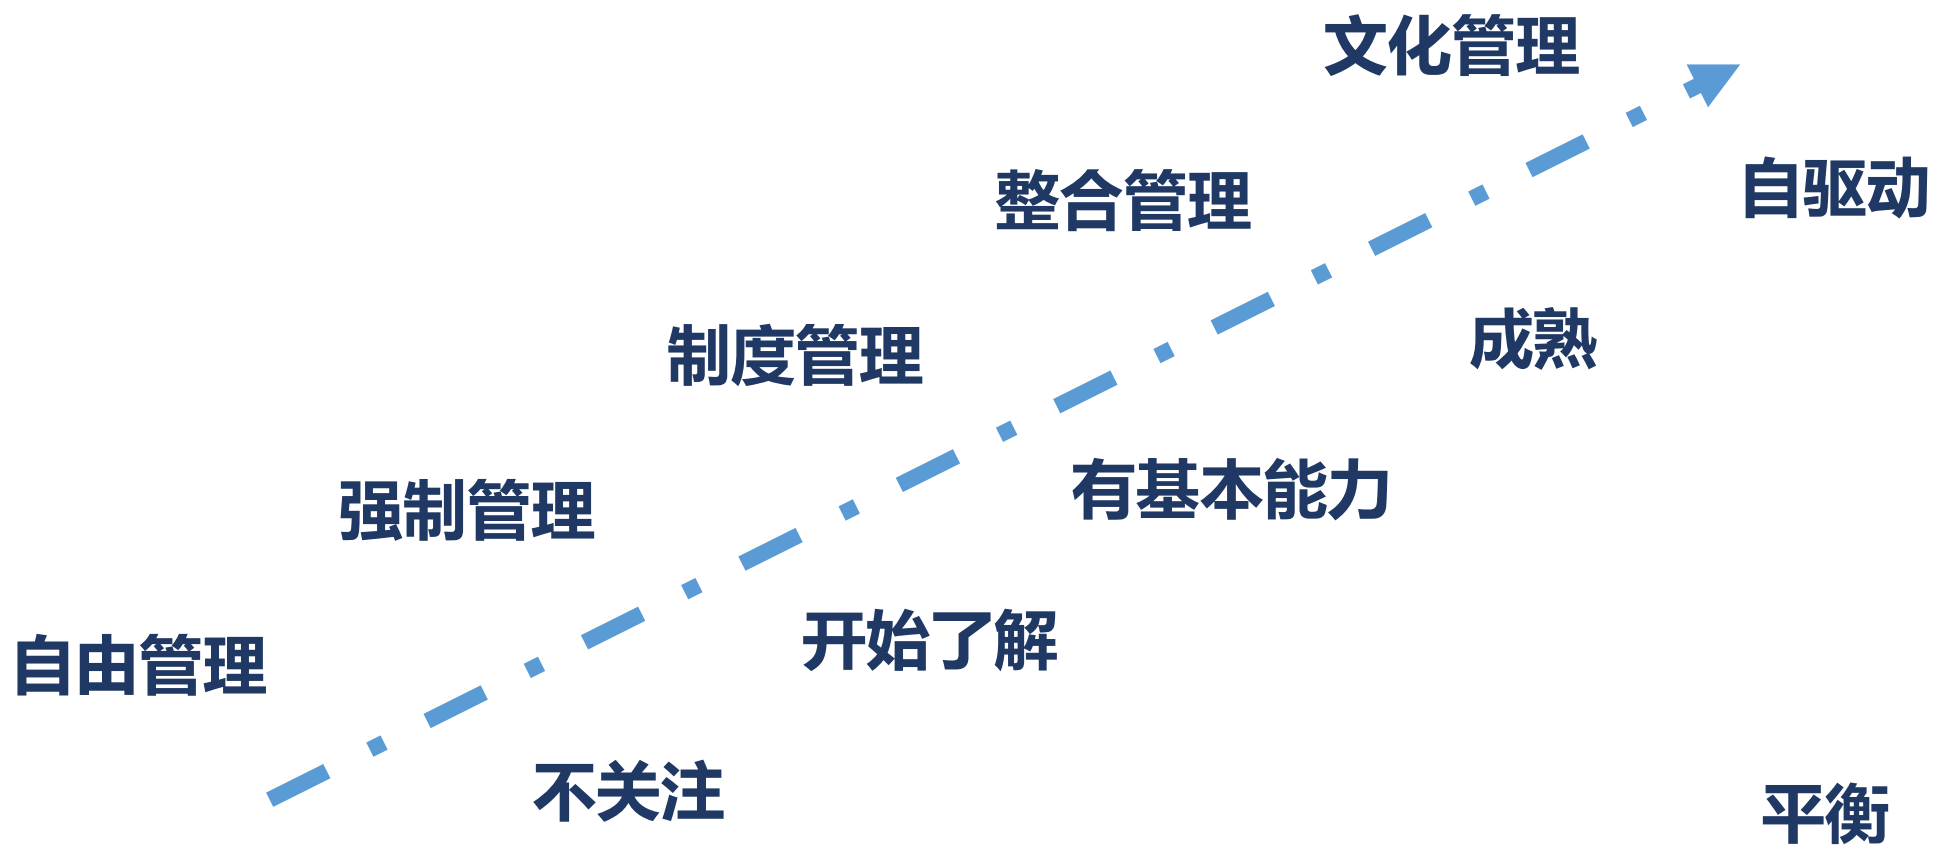 文化管理
自驱动
整合管理
成熟
制度管理
有基本能力
强制管理
开始了解
自由管理
不关注
平衡